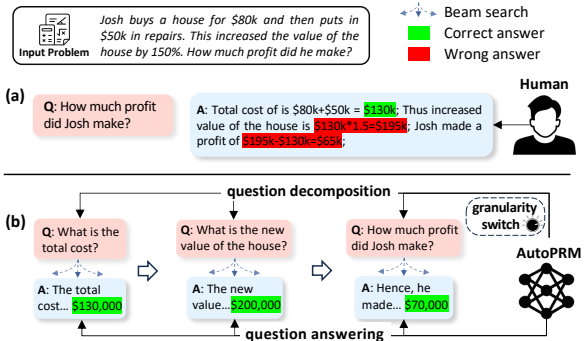 Josh buys a house for $80k and then puts in
$50k in repairs. This increased the value of the
house by 150%. How much profit did he make?
Input Problem
Beam search
Correct answer
Wrong answer
(a)
Q: How much profit
did Josh make?
A: Total cost of is $80k+$50k = $130k; Thus increased
value of the house is $130k*1.5=$195k; Josh made a
profit of $195k-$130k=$65k;
Human
question decomposition
(b)
granularity
switch
Q: What is the
total cost?
Q: What is the new
value of the house?
Q: How much profit
did Josh make?
AutoPRM
A: The total
cost... $130,000
A: The new
value...$200,000
A: Hence, he
made... $70,000
question answering